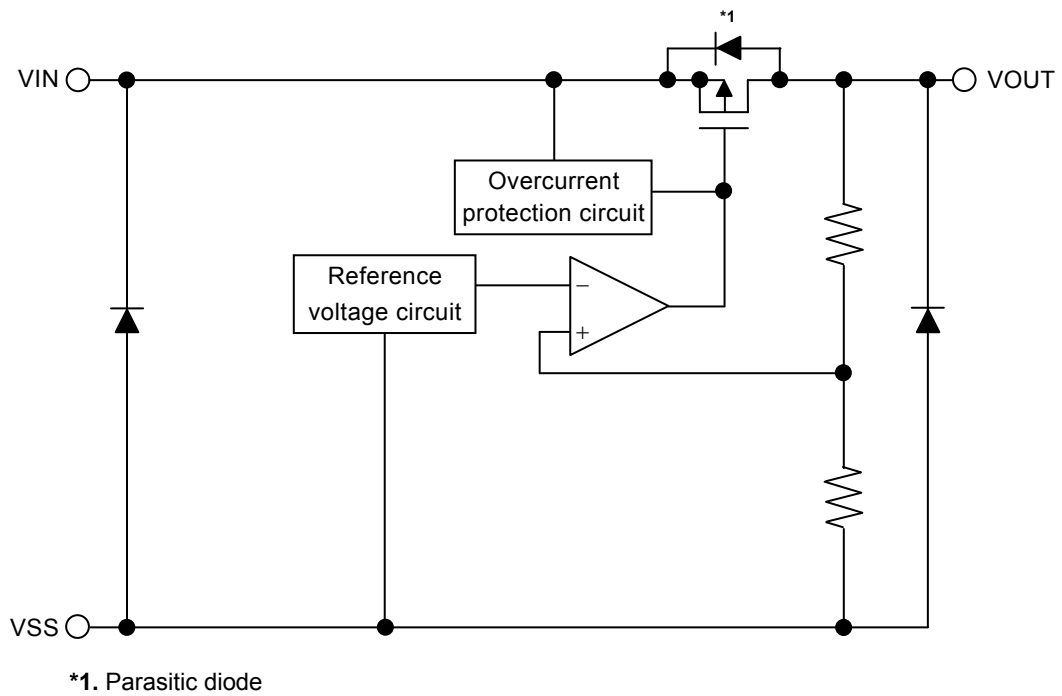 *1
VIN
VOUT
Overcurrent
protection circuit
Reference
voltage circuit
−
+
VSS
*1. Parasitic diode